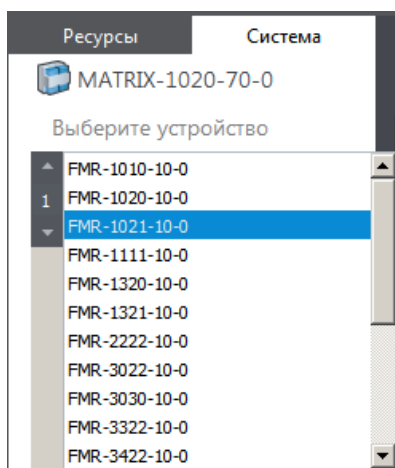 Ресурсы Система
MATRIX-1020-70-0
Выберите устройство
FMR-1010-10-0
1 FMR-1020-10-0
FMR-1021-10-0
FMR-1111-10-0
FMR-1320-10-0
FMR-1321-10-0
FMR-2222-10-0
FMR-3022-10-0
FMR-3030-10-0
FMR-3322-10-0
FMR-3422-10-0